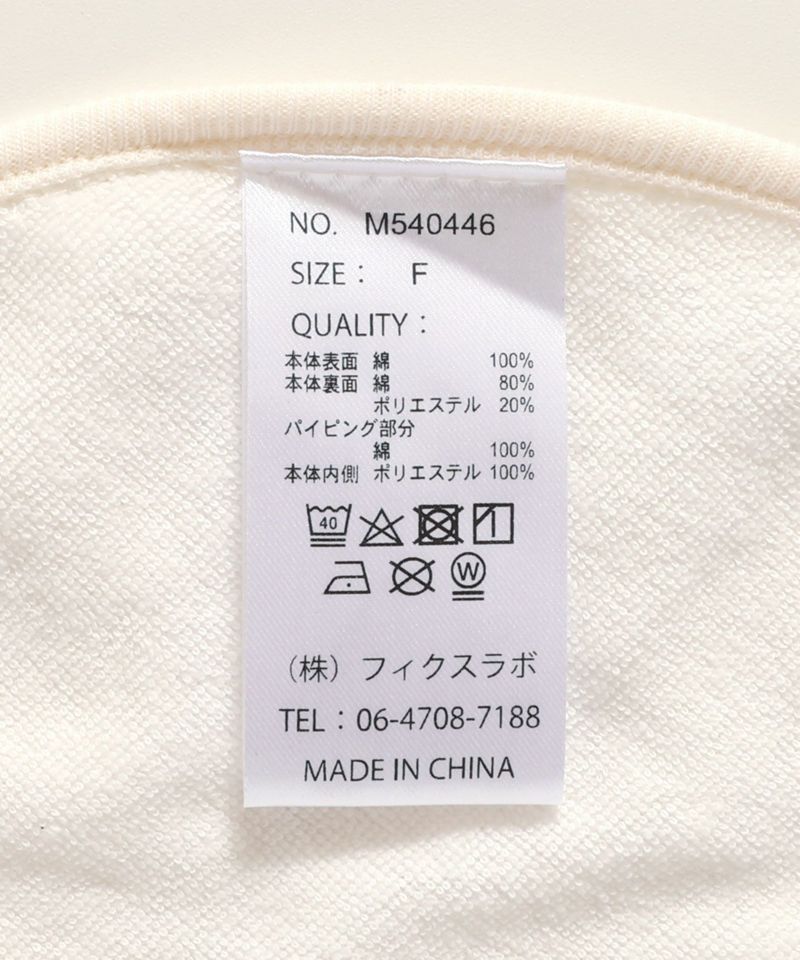 NO. M540446
SIZE： F
QUALITY：
本体表面 綿 100%
本体裏面 綿 80%
ポリエステル 20%
パイピング部分
綿 100%
本体内側 ポリエステル 100%
40
W
（株）フィクスラボ
TEL：06-4708-7188
MADE IN CHINA